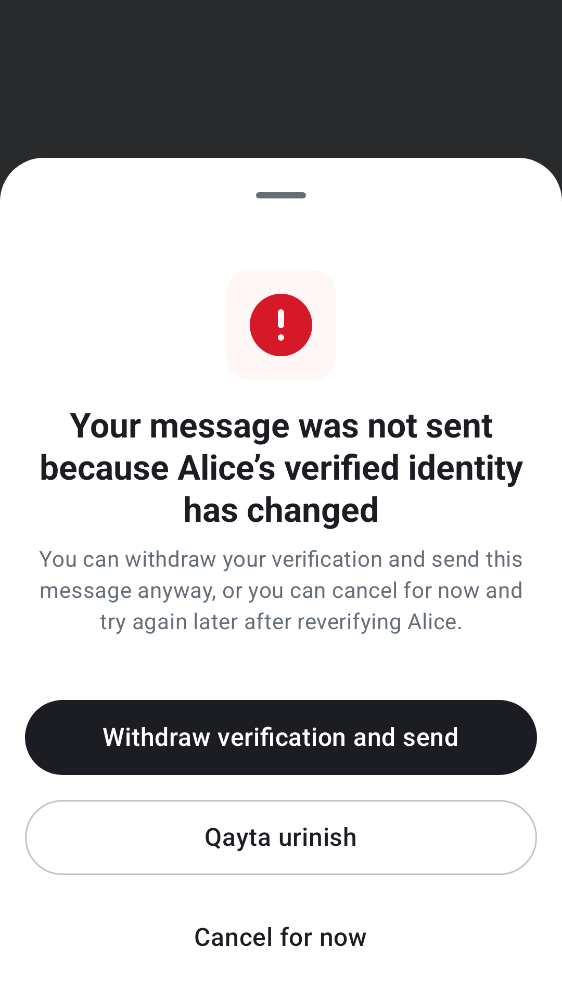 Your message was not sent
because Alice’s verified identity
has changed
You can withdraw your verification and send this
message anyway, or you can cancel for now and
try again later after reverifying Alice.
Withdraw verification and send
Qayta urinish
Cancel for now